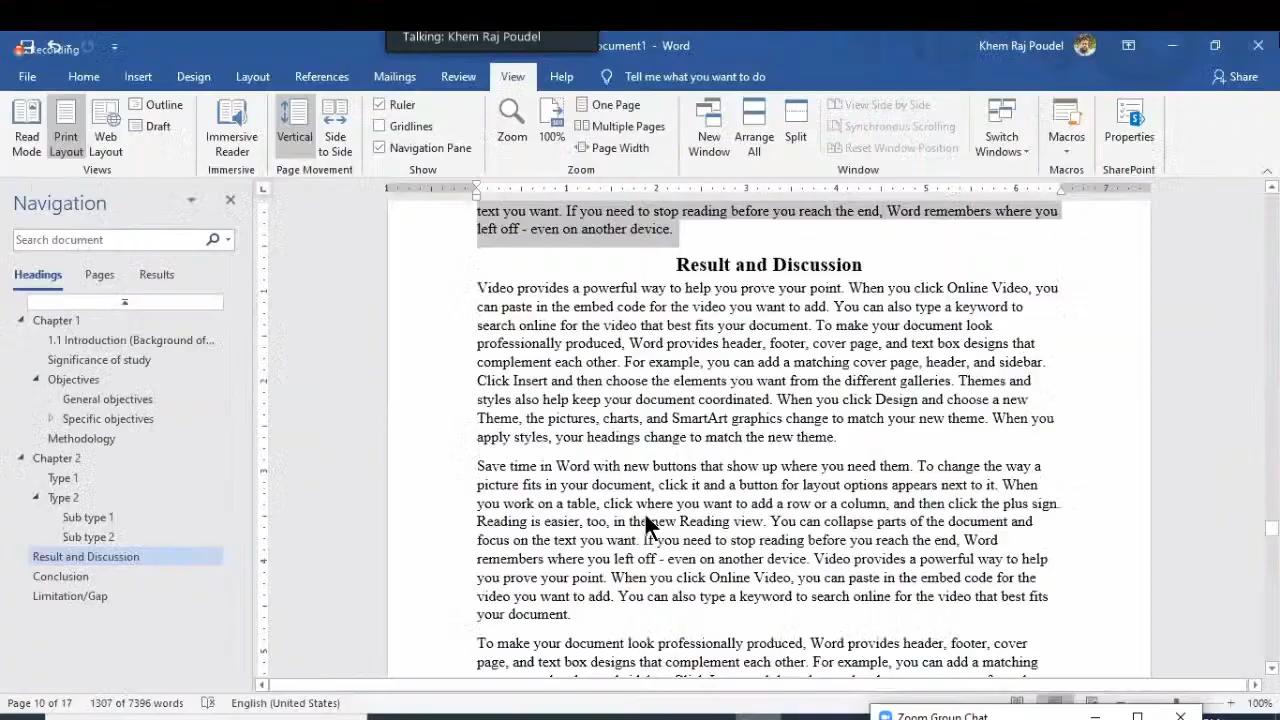 Recording
Talking: Khem Raj Poudel
ocument1 - Word
Khem Raj Poudel
File Home Insert Design Layout References Mailings Review View Help Tell me what you want to do Share
Read Mode
Print Layout
Web Layout
Outline
Draft
Views
Immersive Reader
Immersive
Vertical
Side to Side
Page Movement
Ruler
Gridlines
Navigation Pane
Show
Zoom
100%
One Page
Multiple Pages
Page Width
Zoom
New Window
Arrange All
Split
View Side by Side
Synchronous Scrolling
Reset Window Position
Window
Switch Windows
Macros
Macros
Properties
SharePoint
Navigation
Search document
Headings Pages Results
Chapter 1
1.1 Introduction (Background of...
Significance of study
Objectives
General objectives
Specific objectives
Methodology
Chapter 2
Type 1
Type 2
Sub type 1
Sub type 2
Result and Discussion
Conclusion
Limitation/Gap
1 1 2 3 4 5 6 7
1 2 3 4 5
text you want. If you need to stop reading before you reach the end, Word remembers where you
left off - even on another device.
Result and Discussion
Video provides a powerful way to help you prove your point. When you click Online Video, you
can paste in the embed code for the video you want to add. You can also type a keyword to
search online for the video that best fits your document. To make your document look
professionally produced, Word provides header, footer, cover page, and text box designs that
complement each other. For example, you can add a matching cover page, header, and sidebar.
Click Insert and then choose the elements you want from the different galleries. Themes and
styles also help keep your document coordinated. When you click Design and choose a new
Theme, the pictures, charts, and SmartArt graphics change to match your new theme. When you
apply styles, your headings change to match the new theme.
Save time in Word with new buttons that show up where you need them. To change the way a
picture fits in your document, click it and a button for layout options appears next to it. When
you work on a table, click where you want to add a row or a column, and then click the plus sign.
Reading is easier, too, in the new Reading view. You can collapse parts of the document and
focus on the text you want. If you need to stop reading before you reach the end, Word
remembers where you left off - even on another device. Video provides a powerful way to help
you prove your point. When you click Online Video, you can paste in the embed code for the
video you want to add. You can also type a keyword to search online for the video that best fits
your document.
To make your document look professionally produced, Word provides header, footer, cover
page, and text box designs that complement each other. For example, you can add a matching
Page 10 of 17 1307 of 7396 words English (United States) 100%
Zoom Group Chat